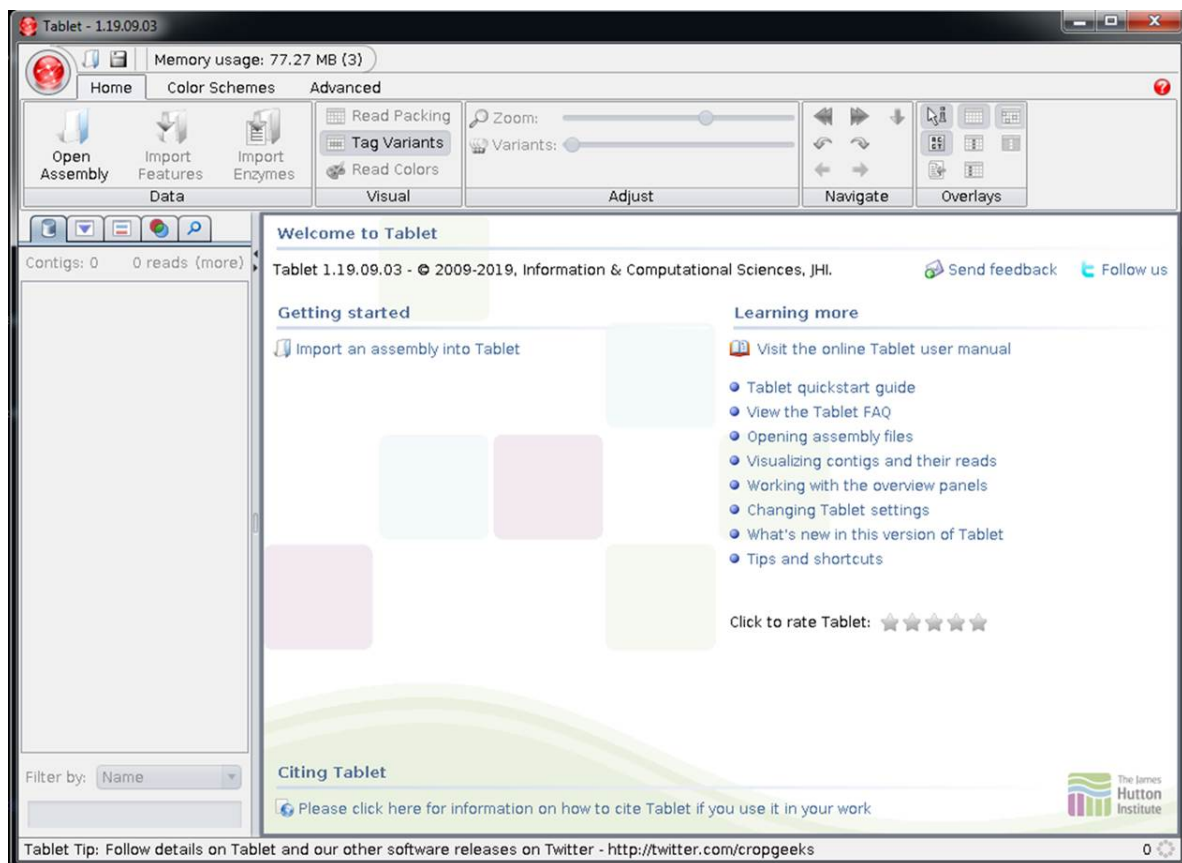 Tablet - 1.19.09.03
Memory usage: 77.27 MB (3)
Home Color Schemes Advanced
Open Assembly
Import Features
Import Enzymes
Data
Read Packing
Tag Variants
Read Colors
Visual
Zoom:
Variants:
Adjust
Navigate
Overlays
Contigs: 0 0 reads (more)
Filter by: Name
Welcome to Tablet
Tablet 1.19.09.03 - © 2009-2019, Information & Computational Sciences, JHI.
Send feedback
Follow us
Getting started
Import an assembly into Tablet
Learning more
Visit the online Tablet user manual
Tablet quickstart guide
View the Tablet FAQ
Opening assembly files
Visualizing contigs and their reads
Working with the overview panels
Changing Tablet settings
What's new in this version of Tablet
Tips and shortcuts
Click to rate Tablet:
Citing Tablet
Please click here for information on how to cite Tablet if you use it in your work
The James
Hutton
Institute
Tablet Tip: Follow details on Tablet and our other software releases on Twitter - http://twitter.com/cropgeeks
0